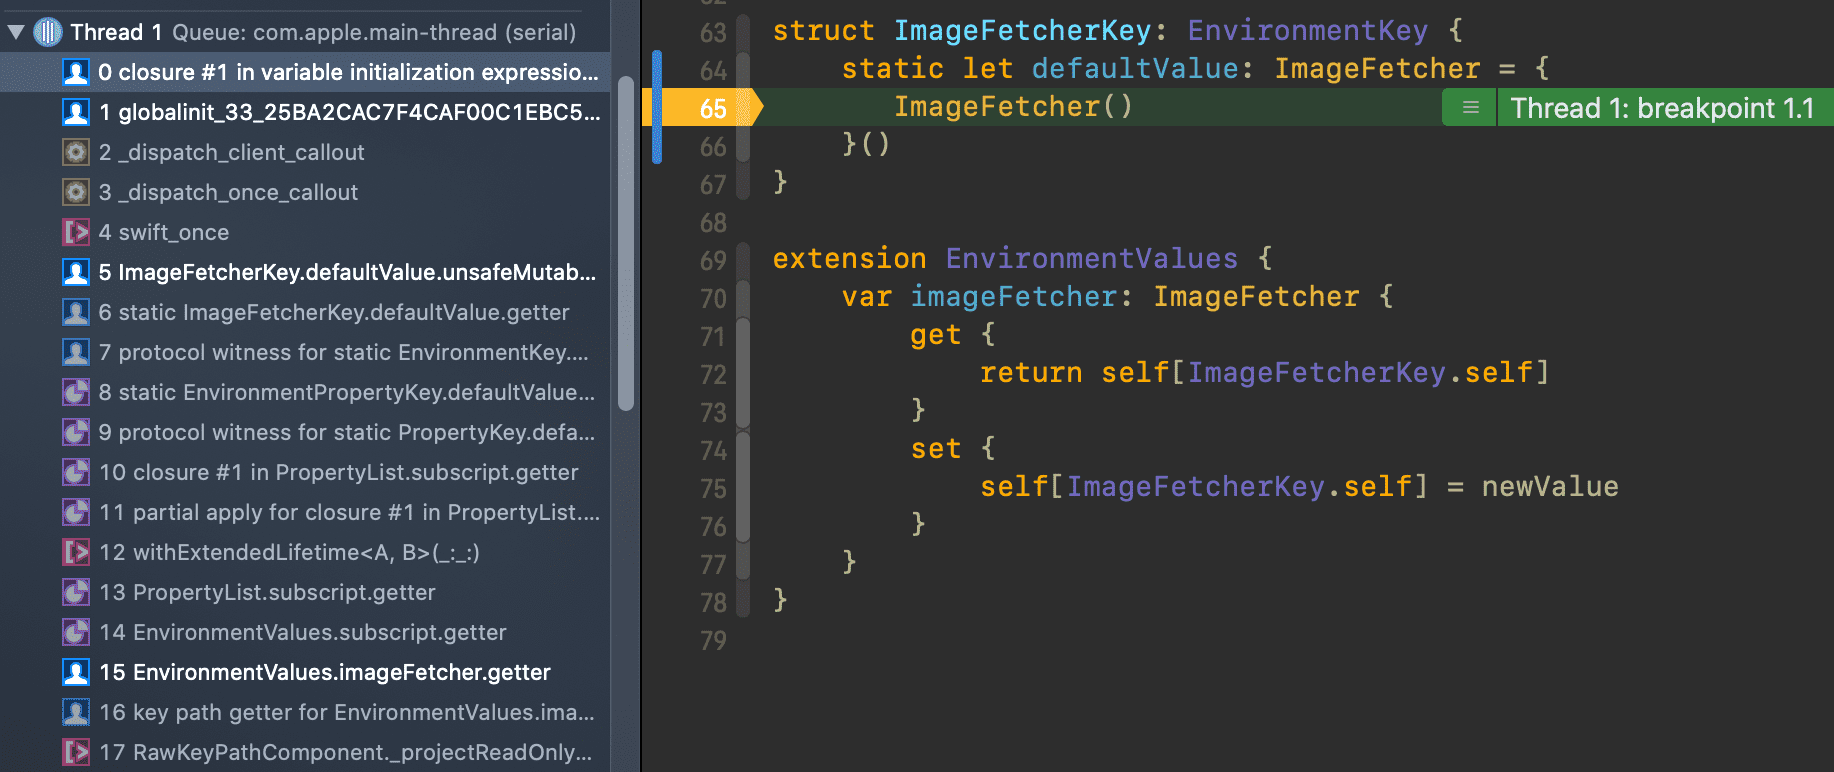 Thread 1 Queue: com.apple.main-thread (serial)
0 closure #1 in variable initialization expressio...
1 globalinit_33_25BA2CAC7F4CAF00C1EBC5...
2 _dispatch_client_callout
3 _dispatch_once_callout
4 swift_once
5 ImageFetcherKey.defaultValue.unsafeMutab...
6 static ImageFetcherKey.defaultValue.getter
7 protocol witness for static EnvironmentKey....
8 static EnvironmentPropertyKey.defaultValue...
9 protocol witness for static PropertyKey.defa...
10 closure #1 in PropertyList.subscript.getter
11 partial apply for closure #1 in PropertyList....
12 withExtendedLifetime<A, B>(_:_:)
13 PropertyList.subscript.getter
14 EnvironmentValues.subscript.getter
15 EnvironmentValues.imageFetcher.getter
16 key path getter for EnvironmentValues.ima...
17 RawKeyPathComponent._projectReadOnly...
63 struct ImageFetcherKey: EnvironmentKey {
64 static let defaultValue: ImageFetcher = {
65 ImageFetcher() Thread 1: breakpoint 1.1
66 }()
67 }
68
69 extension EnvironmentValues {
70 var imageFetcher: ImageFetcher {
71 get {
72 return self[ImageFetcherKey.self]
73 }
74 set {
75 self[ImageFetcherKey.self] = newValue
76 }
77 }
78 }
79